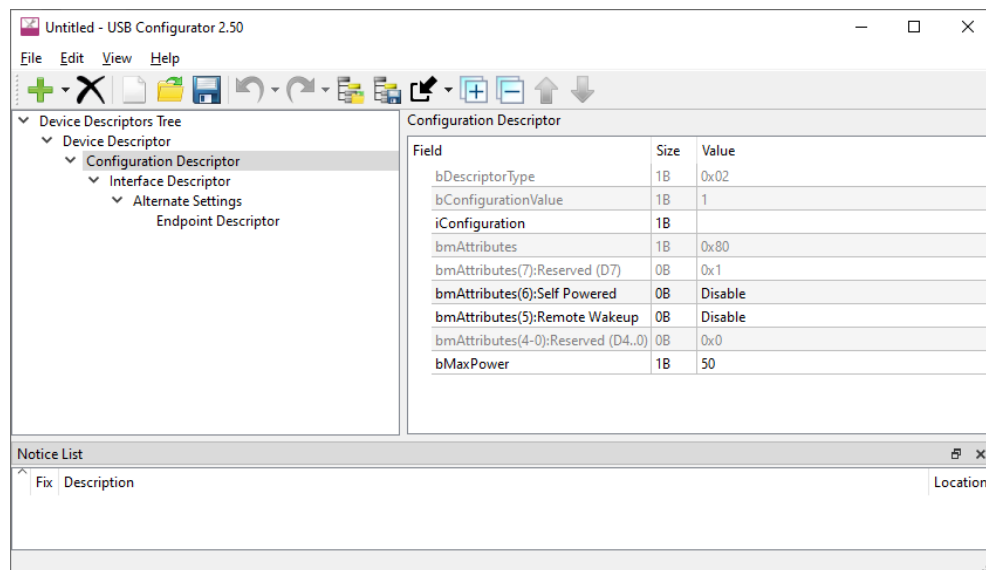 Untitled - USB Configurator 2.50
File Edit View Help
Device Descriptors Tree
Device Descriptor
Configuration Descriptor
Interface Descriptor
Alternate Settings
Endpoint Descriptor
Configuration Descriptor
Field Size Value
bDescriptorType 1B 0x02
bConfigurationValue 1B 1
iConfiguration 1B
bmAttributes 1B 0x80
bmAttributes(7):Reserved (D7) 0B 0x1
bmAttributes(6):Self Powered 0B Disable
bmAttributes(5):Remote Wakeup 0B Disable
bmAttributes(4-0):Reserved (D4..0) 0B 0x0
bMaxPower 1B 50
Notice List
Fix Description Location